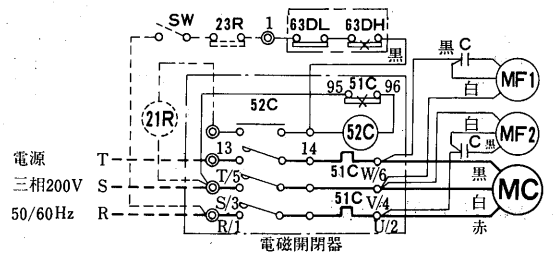 SW
23R
1
63DL
63DH
黒
黒
C
MF1
白
95
51C
96
52C
21R
52C
白
MF2
C
黒
13
14
電源
T
51C
T/5
W/6
黒
三相200V
S
MC
S/3
51C
V/4
白
50/60Hz
R
R/1
U/2
赤
電磁開閉器